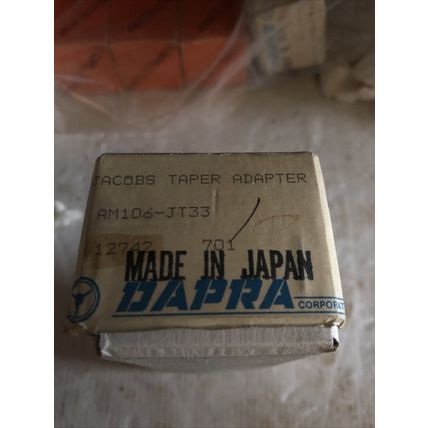 JACOBS TAPER ADAPTER
AM106-JT33
12742 701
MADE IN JAPAN
DAPRA
CORPORAT